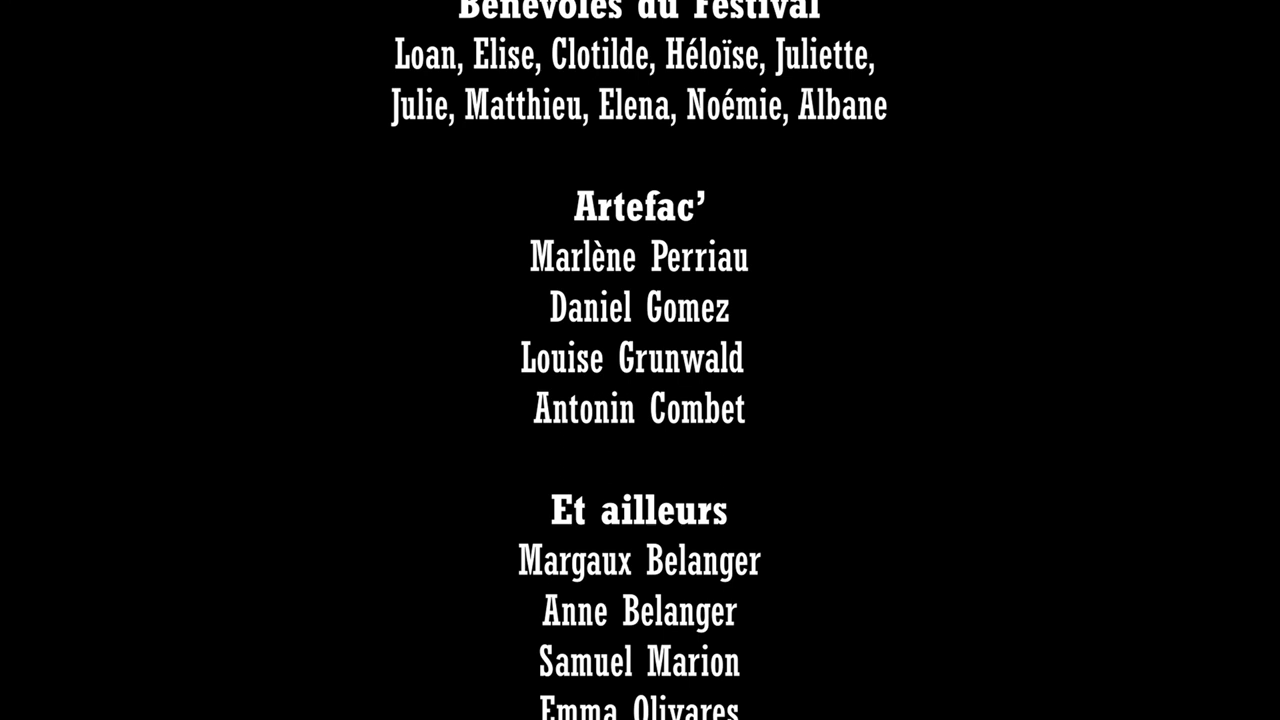 Bénévoles du Festival
Loan, Elise, Clotilde, Héloïse, Juliette,
Julie, Matthieu, Elena, Noémie, Albane
Artefac’
Marlène Perriau
Daniel Gomez
Louise Grunwald
Antonin Combet
Et ailleurs
Margaux Belanger
Anne Belanger
Samuel Marion
Emma Olivares